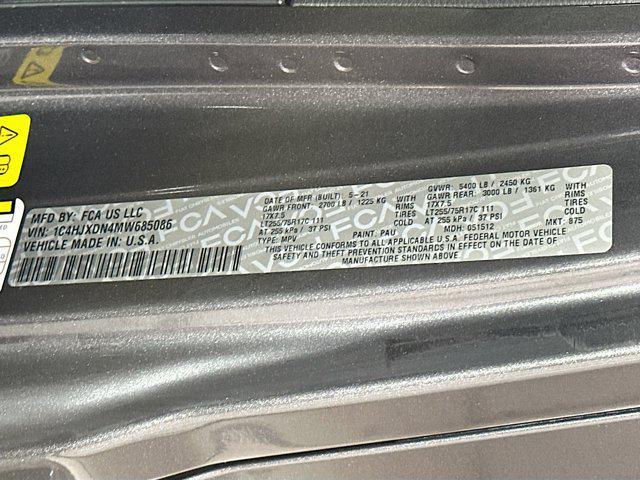 MFD BY: FCA US LLC
VIN: 1C4HJXDN4MW685086
VEHICLE MADE IN: U.S.A.
DATE OF MFR (BUILT): 5-21
GAWR FRONT: 2700 lb / 1225 KG
17X7.5 RIMS
LT255/75R17C 111 TIRES
AT 255 kPa / 37 PSI COLD
TYPE: MPV PAINT: PAU
GVWR: 5400 LB / 2450 KG
GAWR REAR: 3000 LB / 1361 KG
17X7.5 RIMS
LT255/75R17C 111 TIRES
AT 255 kPa / 37 PSI COLD
MDH: 051512 MKT: 875
THIS VEHICLE CONFORMS TO ALL APPLICABLE U.S.A. FEDERAL MOTOR VEHICLE
SAFETY AND THEFT PREVENTION STANDARDS IN EFFECT ON THE DATE OF
MANUFACTURE SHOWN ABOVE